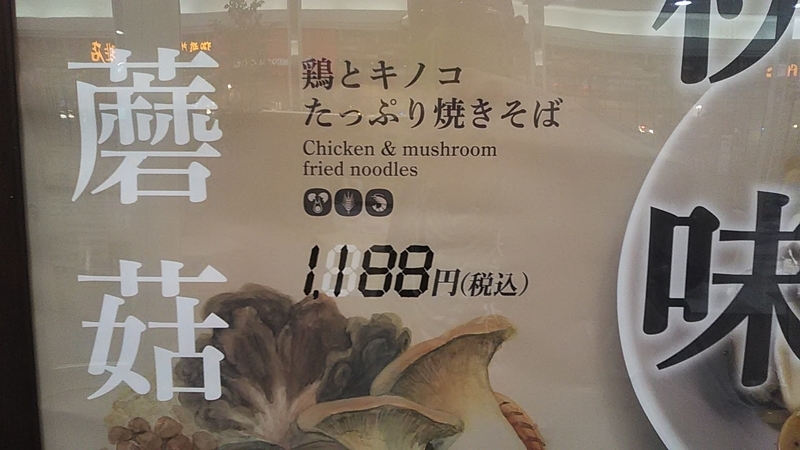 蘑菇
鶏とキノコ
たっぷり焼きそば
Chicken & mushroom
fried noodles
1,188円(税込)
味